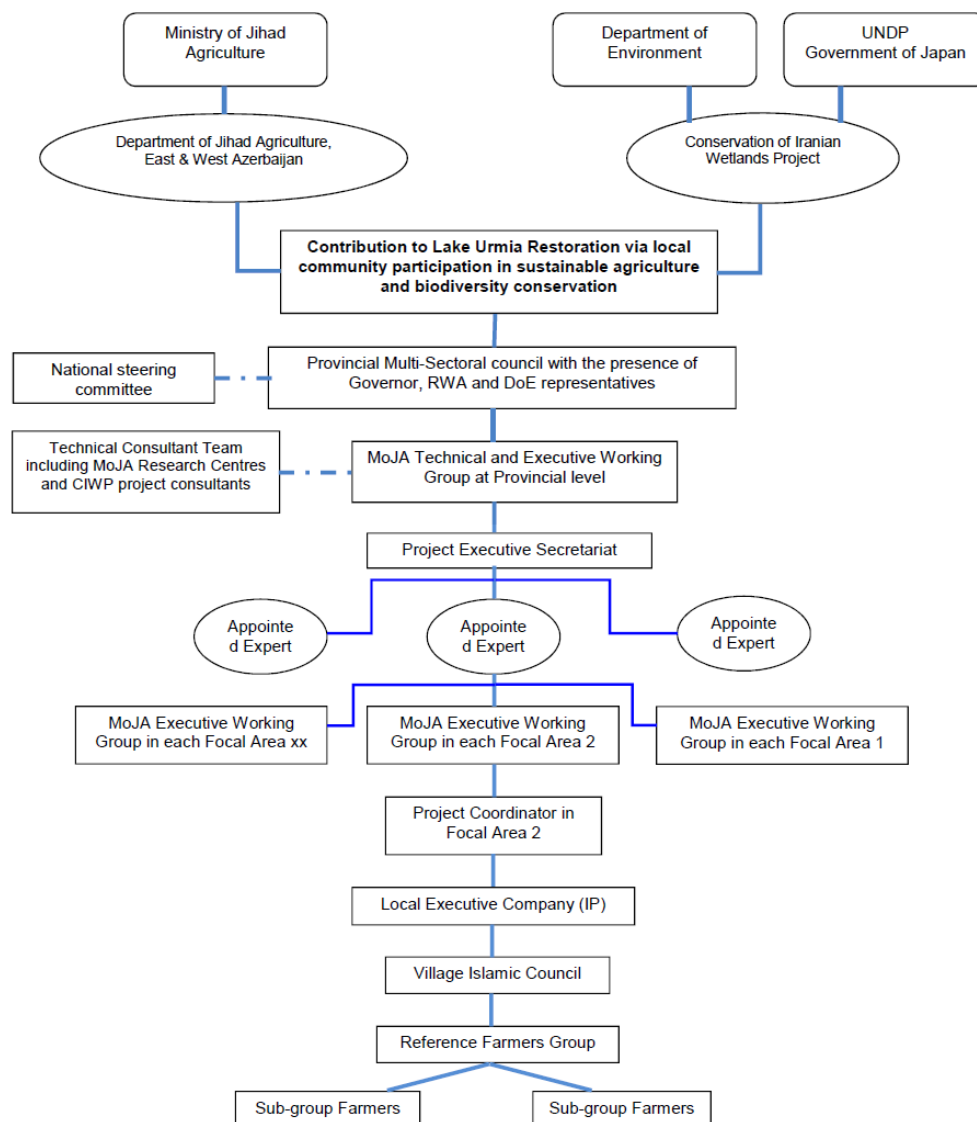 Ministry of Jihad
Agriculture
Department of
Environment
UNDP
Government of Japan
Department of Jihad Agriculture,
East & West Azerbaijan
Conservation of Iranian
Wetlands Project
Contribution to Lake Urmia Restoration via local
community participation in sustainable agriculture
and biodiversity conservation
National steering
committee
Provincial Multi-Sectoral council with the presence of
Governor, RWA and DoE representatives
Technical Consultant Team
including MoJA Research Centres
and CIWP project consultants
MoJA Technical and Executive Working
Group at Provincial level
Project Executive Secretariat
Appointe
d Expert
Appointe
d Expert
Appointe
d Expert
MoJA Executive Working
Group in each Focal Area xx
MoJA Executive Working
Group in each Focal Area 2
MoJA Executive Working
Group in each Focal Area 1
Project Coordinator in
Focal Area 2
Local Executive Company (IP)
Village Islamic Council
Reference Farmers Group
Sub-group Farmers
Sub-group Farmers